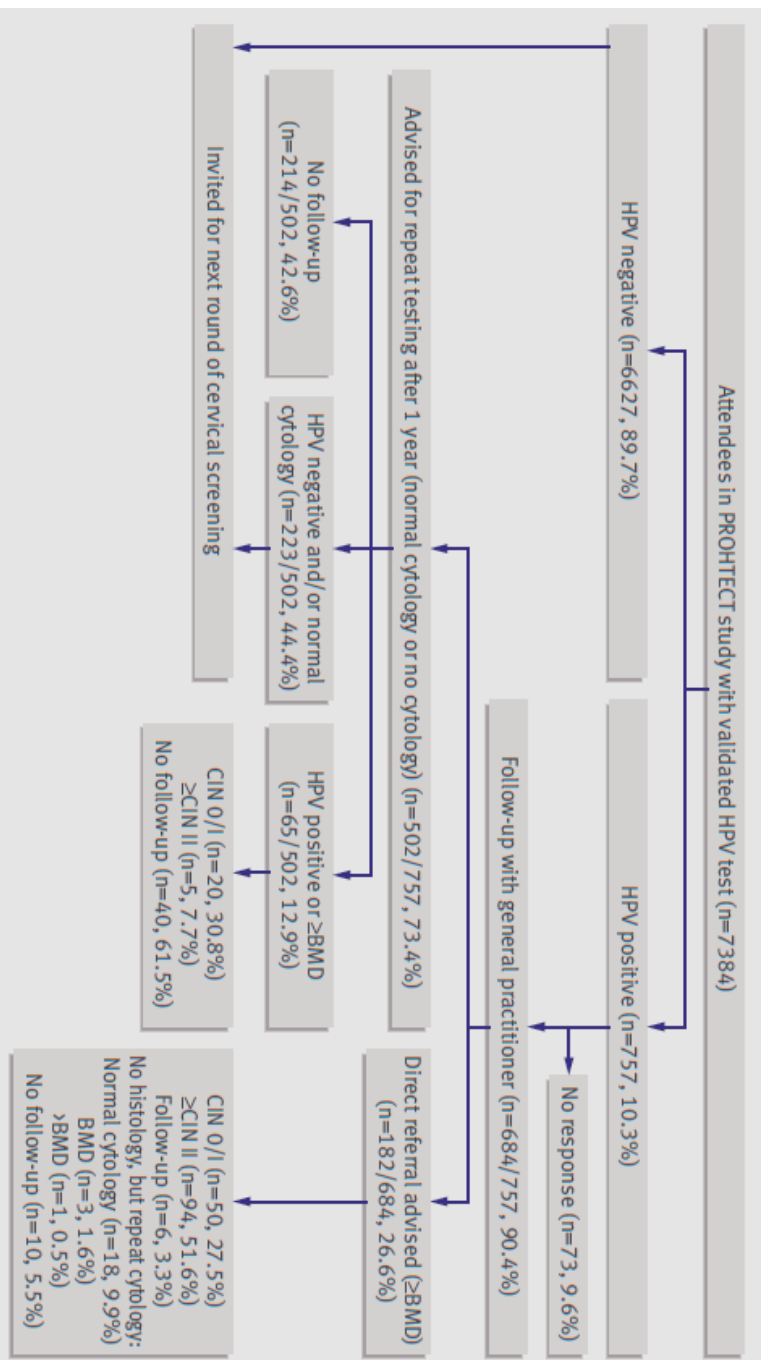 Attendees in PROHTECT study with validated HPV test (n=7384)
HPV negative (n=6627, 89.7%)
HPV positive (n=757, 10.3%)
No response (n=73, 9.6%)
Follow-up with general practitioner (n=684/757, 90.4%)
Advised for repeat testing after 1 year (normal cytology or no cytology) (n=502/757, 73.4%)
Direct referral advised (≥BMD)
(n=182/684, 26.6%)
No follow-up
(n=214/502, 42.6%)
HPV negative and/or normal
cytology (n=223/502, 44.4%)
HPV positive or ≥BMD
(n=65/502, 12.9%)
Invited for next round of cervical screening
CIN 0/I (n=20, 30.8%)
≥CIN II (n=5, 7.7%)
No follow-up (n=40, 61.5%)
CIN 0/I (n=50, 27.5%)
≥CIN II (n=94, 51.6%)
Follow-up (n=6, 3.3%)
No histology, but repeat cytology:
Normal cytology (n=18, 9.9%)
BMD (n=3, 1.6%)
>BMD (n=1, 0.5%)
No follow-up (n=10, 5.5%)